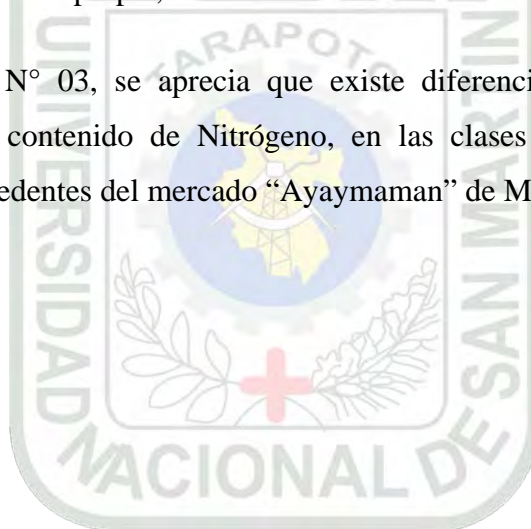 N° 03, se aprecia que existe diferenci
contenido de Nitrógeno, en las clases
edentes del mercado “Ayaymaman” de M
TARAPOTO
UNIVERSIDAD
NACIONAL DE
SAN MARTIN